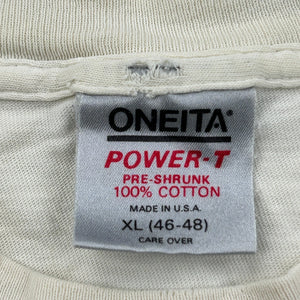 ONEITA®
POWER-T
PRE-SHRUNK
100% COTTON
MADE IN U.S.A.
XL (46-48)
CARE OVER